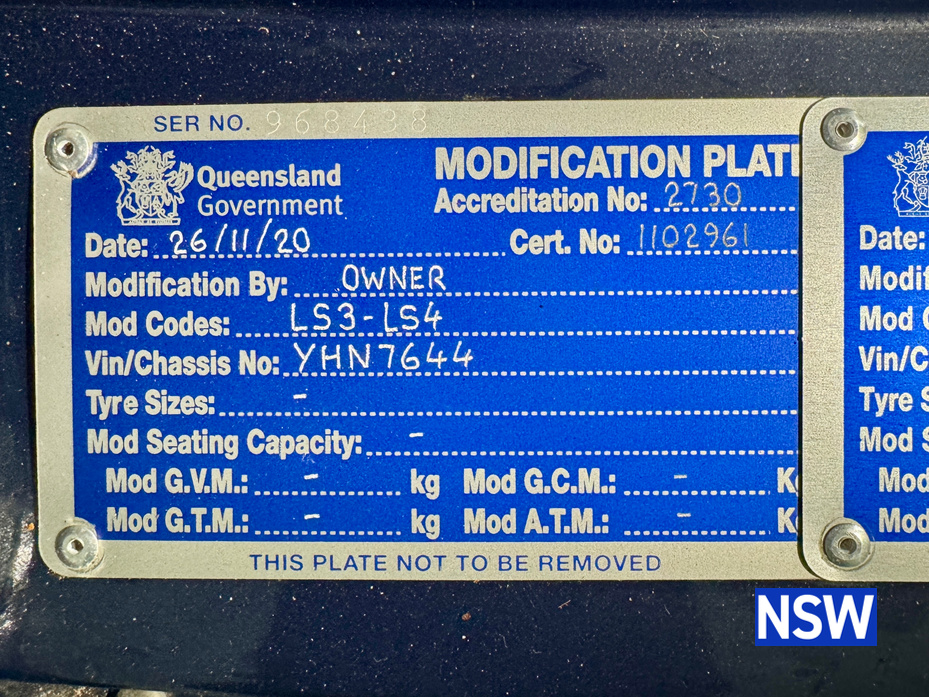 SER NO. 968438
Queensland
Government
MODIFICATION PLAT
Accreditation No: 2730
Date: 26/11/20
Cert. No: 1102961
Modification By: OWNER
Mod Codes: LS3-LS4
Vin/Chassis No: YHN7644
Tyre Sizes: -
Mod Seating Capacity: -
Mod G.V.M.: - kg Mod G.C.M.: - K
Mod G.T.M.: - kg Mod A.T.M.: - K
THIS PLATE NOT TO BE REMOVED
Date:
Modif
Mod C
Vin/C
Tyre S
Mod S
Mod
Mod
NSW